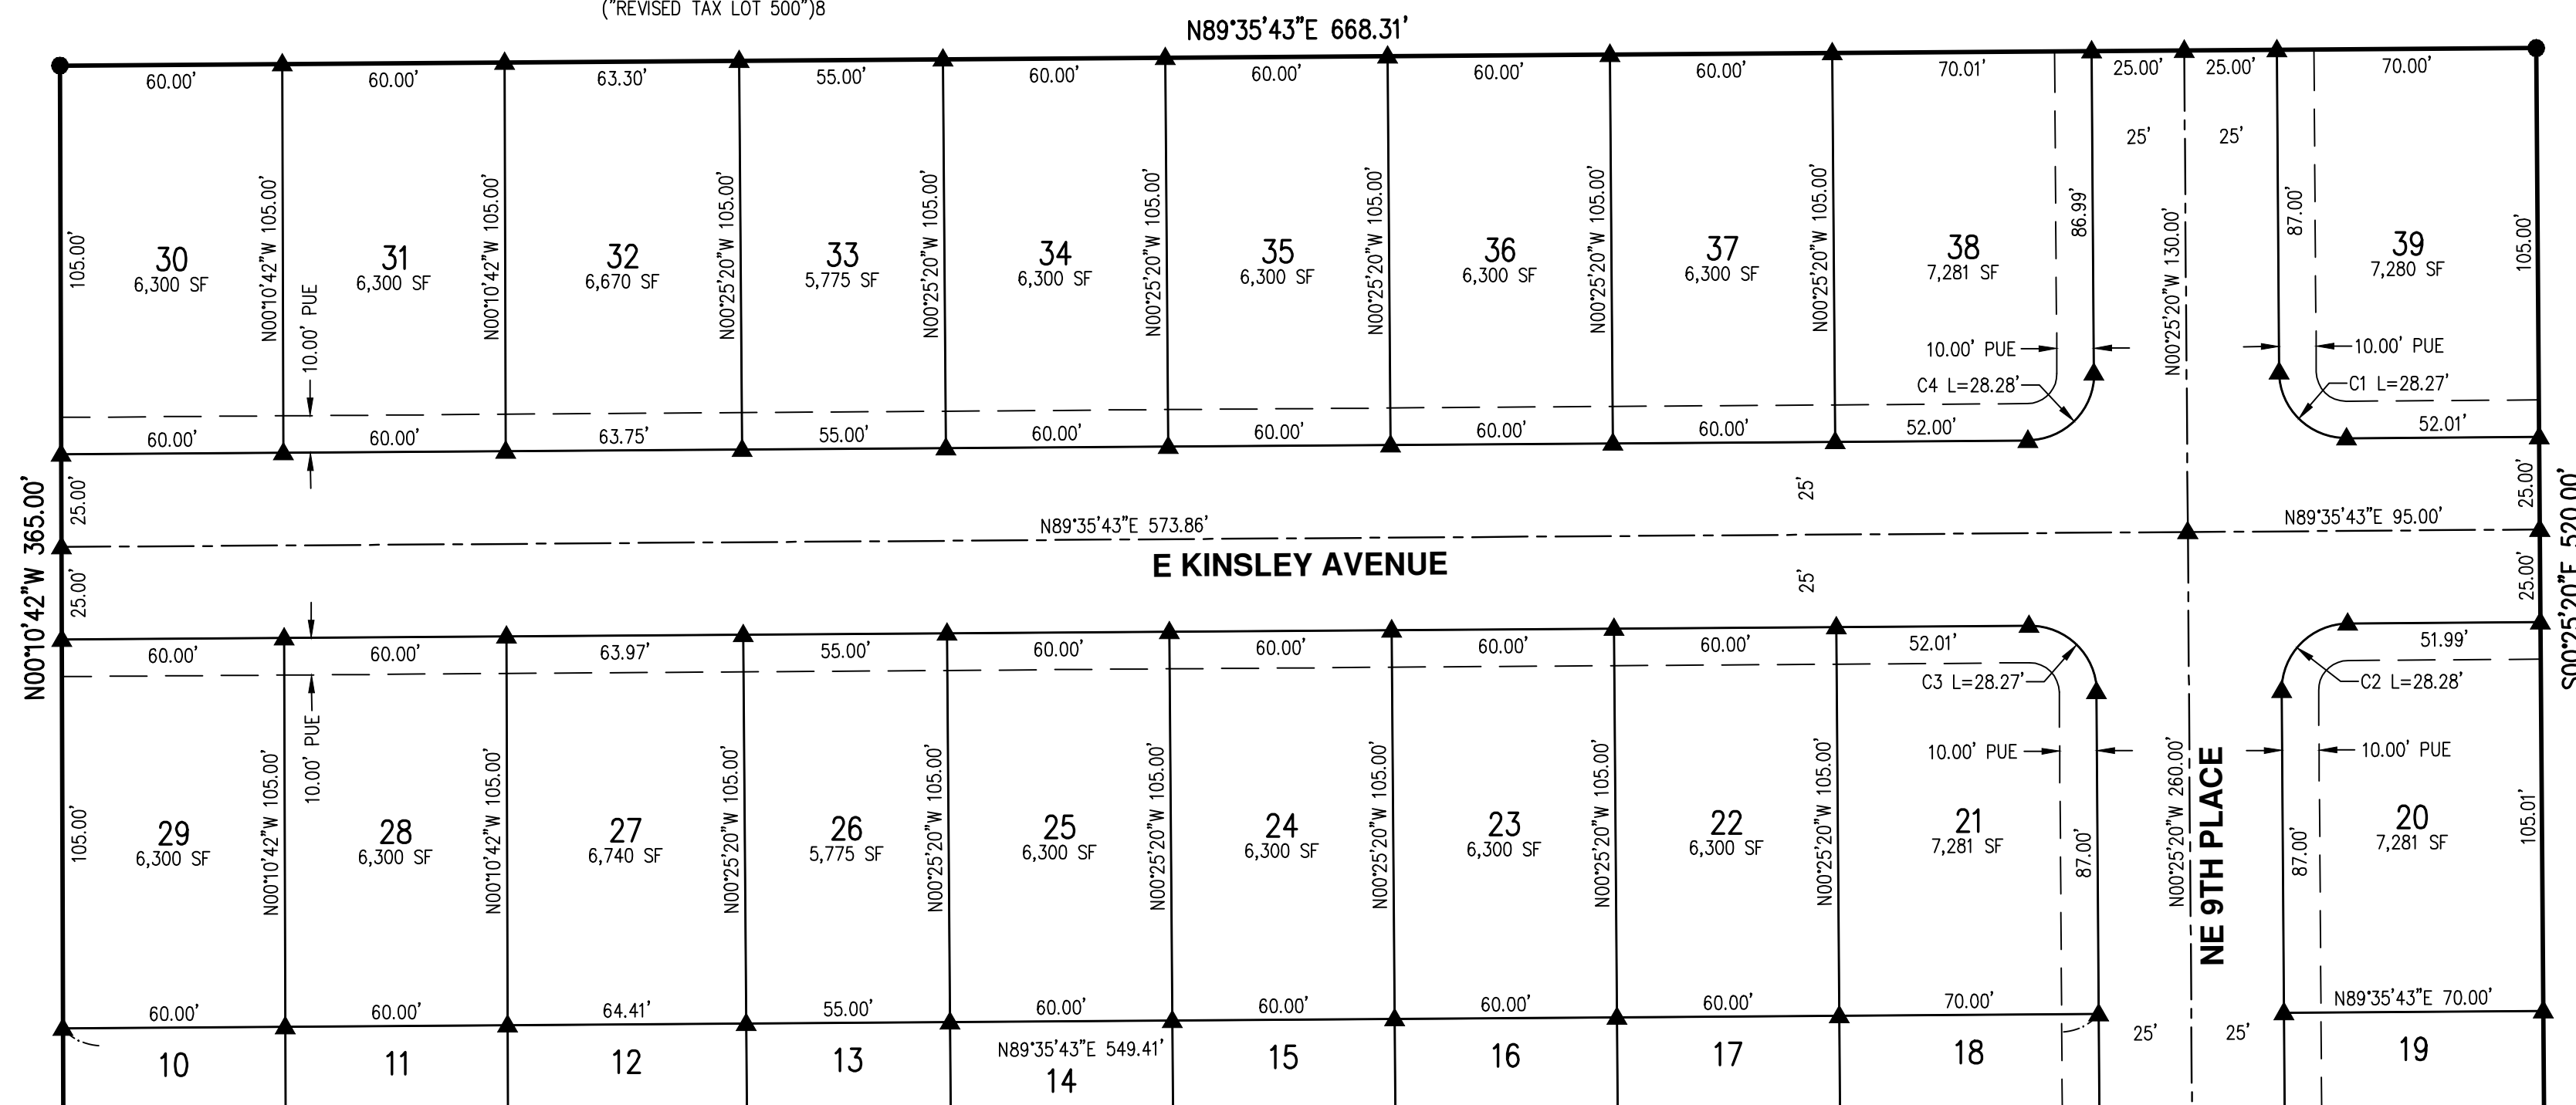 ("REVISED TAX LOT 500")8
N89°35'43"E 668.31'
60.00' 60.00' 63.30' 55.00' 60.00' 60.00' 60.00' 60.00' 70.01' 25.00' 25.00' 70.00'
25' 25'
105.00' N00°10'42"W 105.00' N00°10'42"W 105.00' N00°25'20"W 105.00' N00°25'20"W 105.00' N00°25'20"W 105.00' N00°25'20"W 105.00' N00°25'20"W 105.00' N00°25'20"W 105.00' 86.99' N00°25'20"W 130.00' 87.00' 105.00'
30 31 32 33 34 35 36 37 38 39
6,300 SF 6,300 SF 6,670 SF 5,775 SF 6,300 SF 6,300 SF 6,300 SF 6,300 SF 7,281 SF 7,280 SF
10.00' PUE 10.00' PUE 10.00' PUE
C4 L=28.28' C1 L=28.27'
60.00' 60.00' 63.75' 55.00' 60.00' 60.00' 60.00' 60.00' 52.00' 52.01'
N00°10'42"W 365.00' 25.00' 25' 25.00' S00°25'20"E 520.00'
N89°35'43"E 573.86' N89°35'43"E 95.00'
E KINSLEY AVENUE
25.00' 25' 25.00'
60.00' 60.00' 63.97' 55.00' 60.00' 60.00' 60.00' 60.00' 52.01' 51.99'
C3 L=28.27' C2 L=28.28'
10.00' PUE 10.00' PUE 10.00' PUE
105.00' N00°10'42"W 105.00' N00°10'42"W 105.00' N00°25'20"W 105.00' N00°25'20"W 105.00' N00°25'20"W 105.00' N00°25'20"W 105.00' N00°25'20"W 105.00' N00°25'20"W 105.00' 87.00' N00°25'20"W 260.00' NE 9TH PLACE 87.00' 105.01'
29 28 27 26 25 24 23 22 21 20
6,300 SF 6,300 SF 6,740 SF 5,775 SF 6,300 SF 6,300 SF 6,300 SF 6,300 SF 7,281 SF 7,281 SF
60.00' 60.00' 64.41' 55.00' 60.00' 60.00' 60.00' 60.00' 70.00' N89°35'43"E 70.00'
25' 25'
N89°35'43"E 549.41'
10 11 12 13 14 15 16 17 18 19